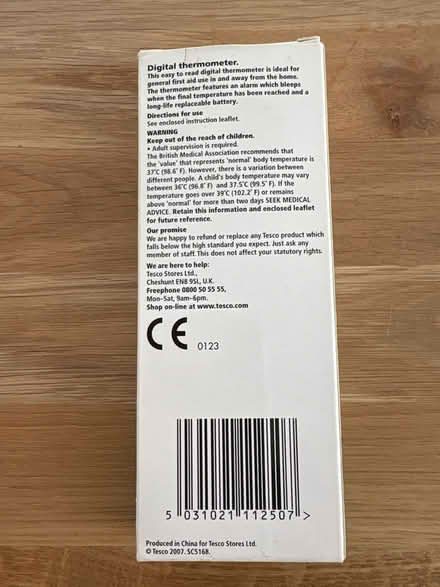 Digital thermometer.
This easy to read digital thermometer is ideal for
general first aid use in and away from the home.
The thermometer features an alarm which bleeps
when the final temperature has been reached and a
long-life replaceable battery.
Directions for use
See enclosed instruction leaflet.
WARNING
Keep out of the reach of children.
• Adult supervision is required.
The British Medical Association recommends that
the 'value' that represents 'normal' body temperature is
37˚C (98.6˚ F). However, there is a variation between
different people. A child's body temperature may vary
between 36˚C (96.8˚ F) and 37.5˚C (99.5˚ F). If the
temperature goes over 39˚C (102.2˚ F) or remains
above 'normal' for more than two days SEEK MEDICAL
ADVICE. Retain this information and enclosed leaflet
for future reference.
Our promise
We are happy to refund or replace any Tesco product which
falls below the high standard you expect. Just ask any
member of staff. This does not affect your statutory rights.
We are here to help:
Tesco Stores Ltd.,
Cheshunt EN8 9SL, U.K.
Freephone 0800 50 55 55,
Mon–Sat, 9am–6pm.
Shop on-line at www.tesco.com
CE 0123
5 031021 112507 >
Produced in China for Tesco Stores Ltd.
© Tesco 2007. SC5168.